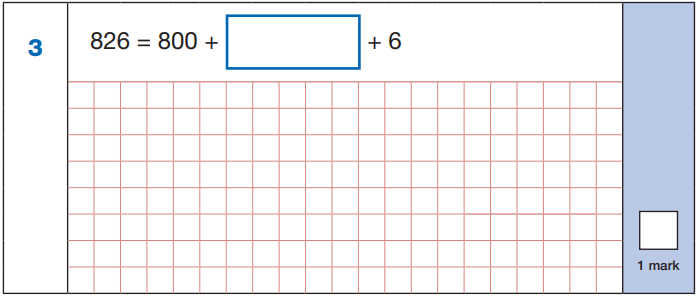 3
826 = 800 + + 6
1 mark